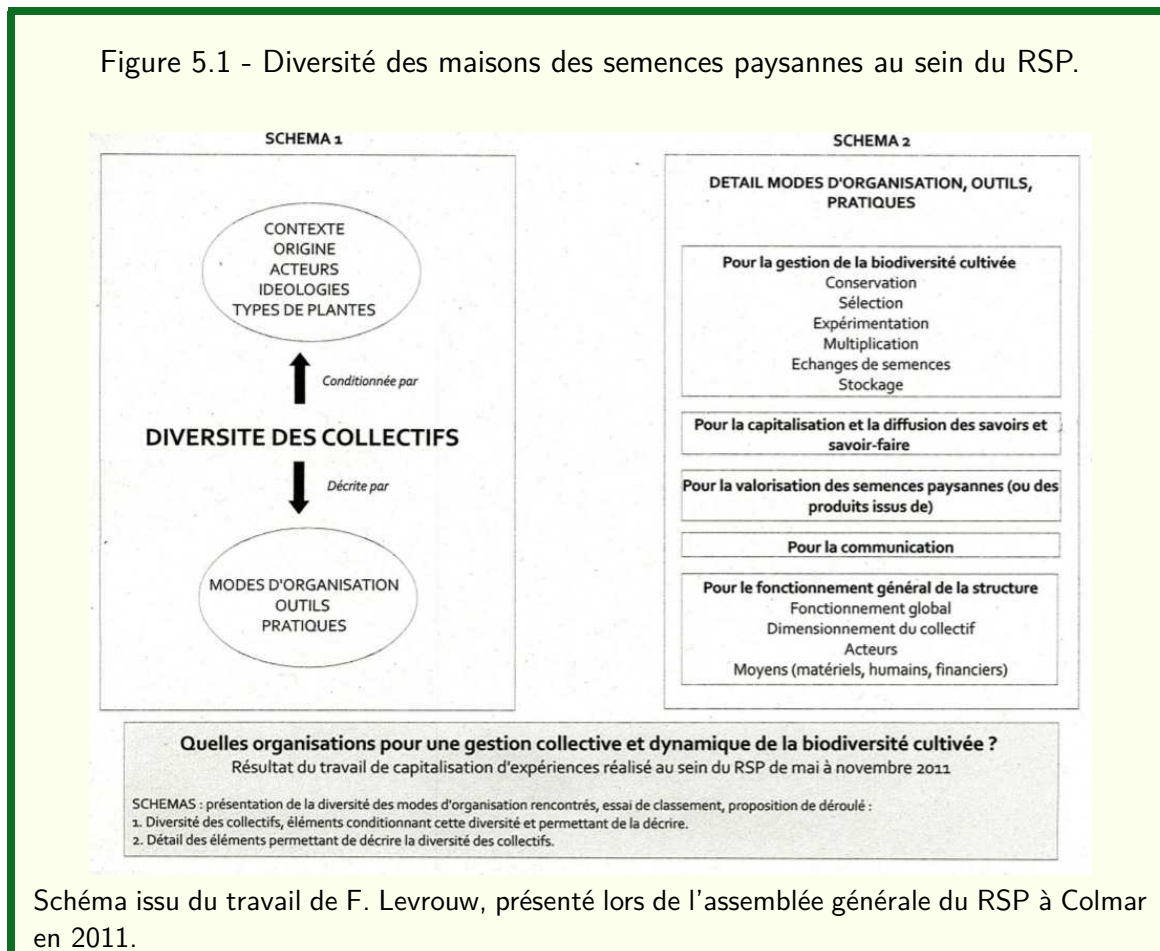 Figure 5.1 - Diversité des maisons des semences paysannes au sein du RSP.
SCHEMA 1
CONTEXTE
ORIGINE
ACTEURS
IDEOLOGIES
TYPES DE PLANTES
Conditionnée par
DIVERSITE DES COLLECTIFS
Décrite par
MODES D'ORGANISATION
OUTILS
PRATIQUES
SCHEMA 2
DETAIL MODES D'ORGANISATION, OUTILS,
PRATIQUES
Pour la gestion de la biodiversité cultivée
Conservation
Sélection
Expérimentation
Multiplication
Echanges de semences
Stockage
Pour la capitalisation et la diffusion des savoirs et
savoir-faire
Pour la valorisation des semences paysannes (ou des
produits issus de)
Pour la communication
Pour le fonctionnement général de la structure
Fonctionnement global
Dimensionnement du collectif
Acteurs
Moyens (matériels, humains, financiers)
Quelles organisations pour une gestion collective et dynamique de la biodiversité cultivée ?
Résultat du travail de capitalisation d'expériences réalisé au sein du RSP de mai à novembre 2011
SCHEMAS : présentation de la diversité des modes d'organisation rencontrés, essai de classement, proposition de déroulé :
1. Diversité des collectifs, éléments conditionnant cette diversité et permettant de la décrire.
2. Détail des éléments permettant de décrire la diversité des collectifs.
Schéma issu du travail de F. Levrouw, présenté lors de l'assemblée générale du RSP à Colmar
en 2011.